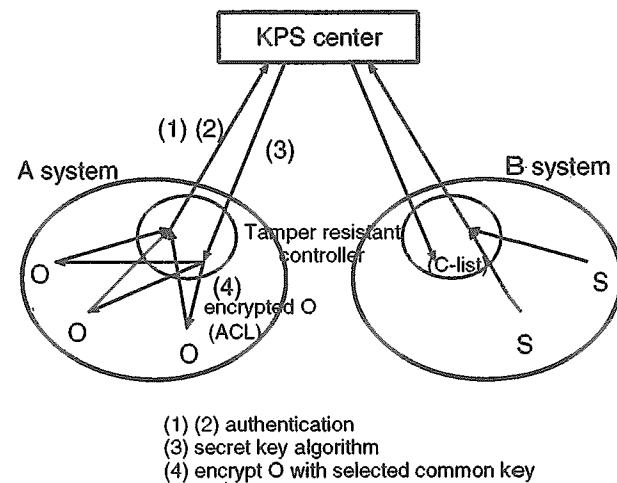 KPS center
(1) (2)
(3)
A system
B system
Tamper resistant
controller
(C-list)
O
O
O
(4)
encrypted O
(ACL)
S
S
(1) (2) authentication
(3) secret key algorithm
(4) encrypt O with selected common key